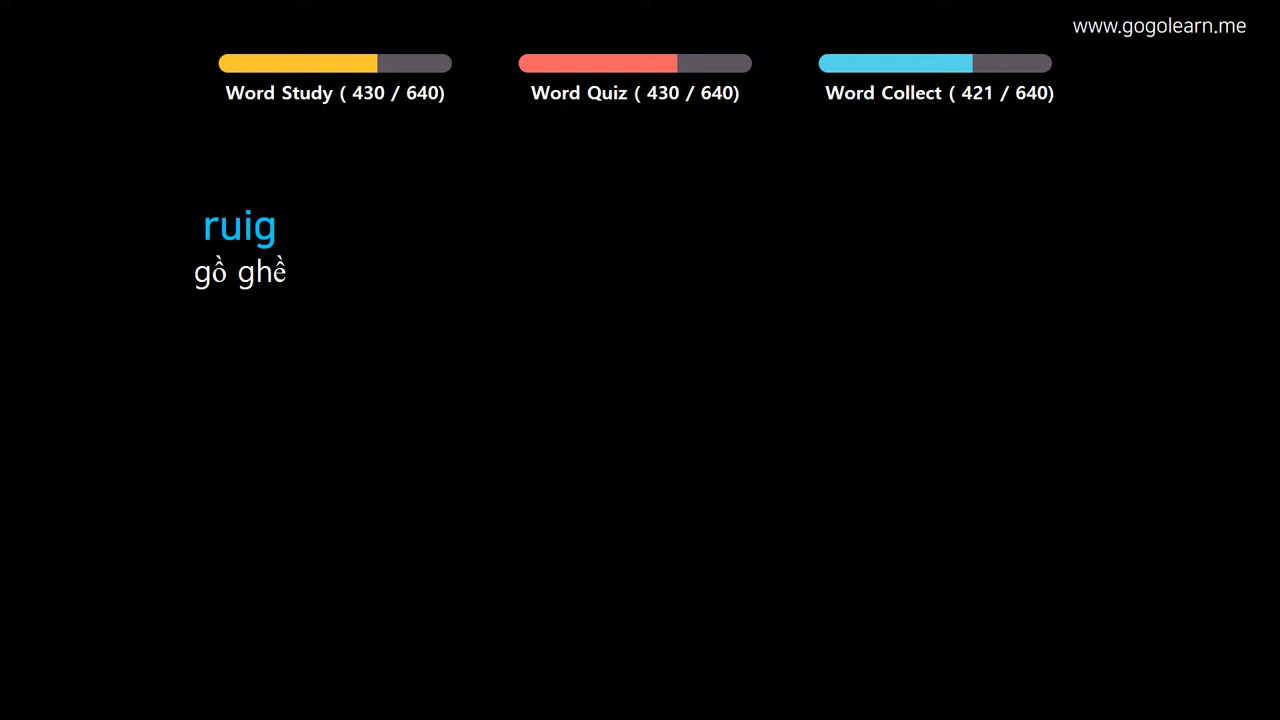 www.gogolearn.me
Word Study ( 430 / 640)
Word Quiz ( 430 / 640)
Word Collect ( 421 / 640)
ruig
gồ ghề